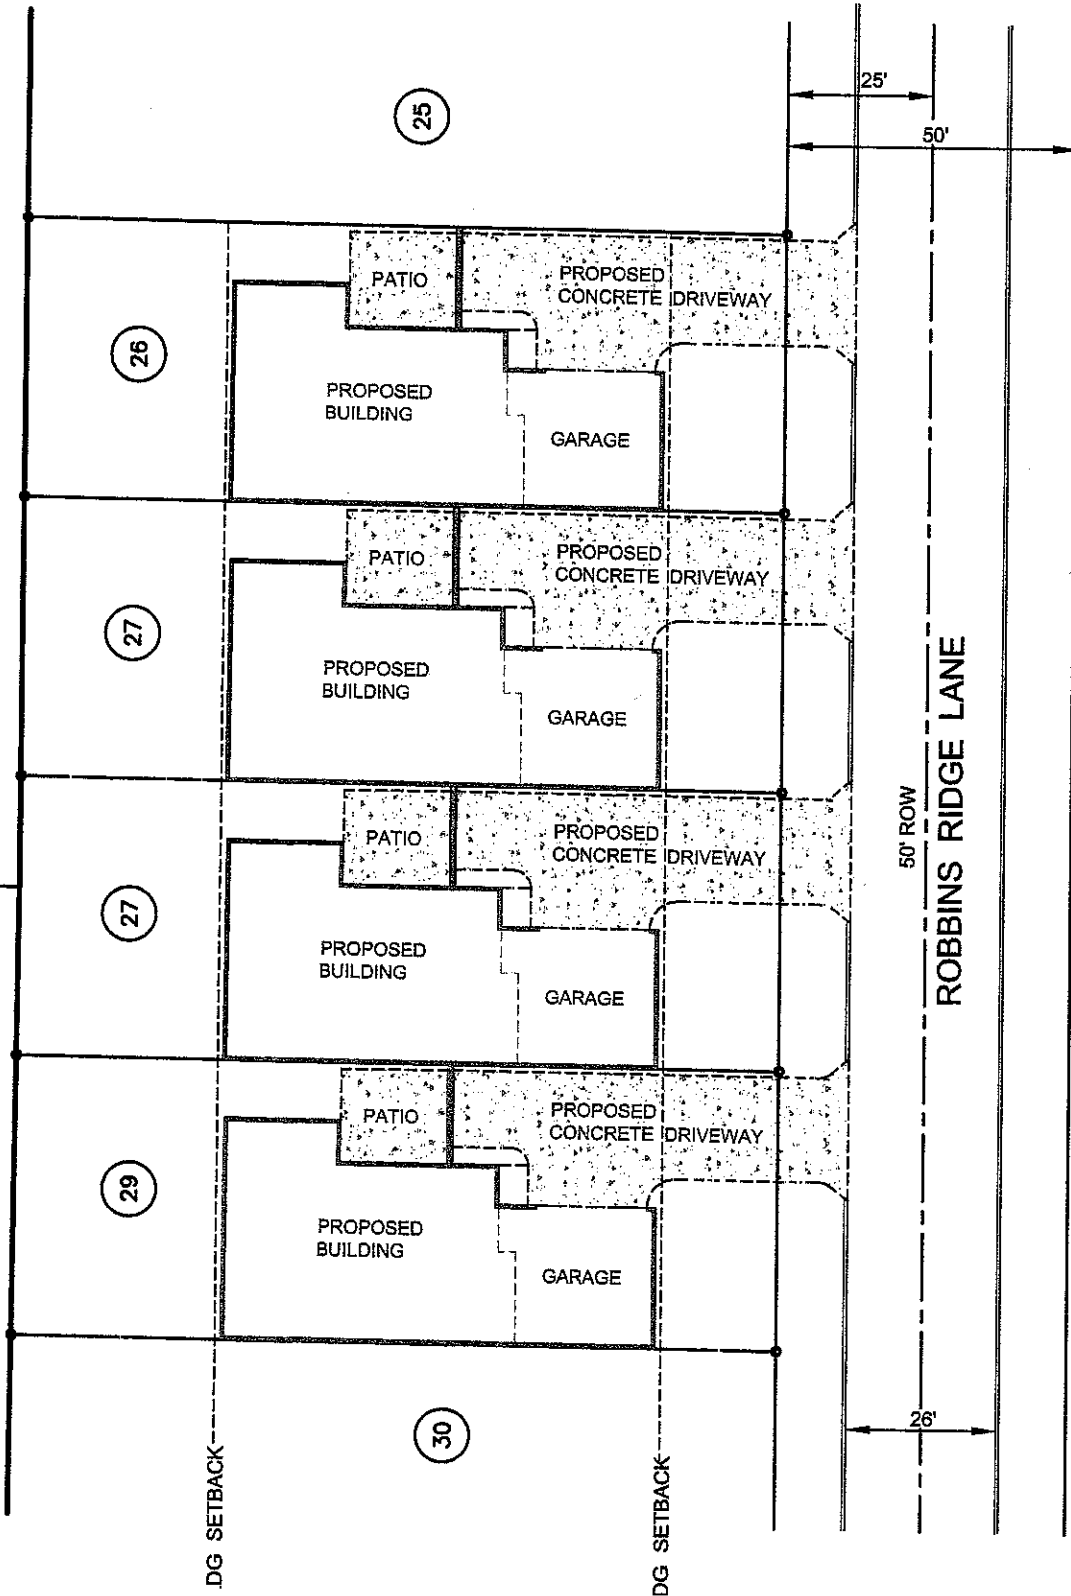 25'
50'
25
PATIO
PROPOSED
CONCRETE DRIVEWAY
26
PROPOSED
BUILDING
GARAGE
PATIO
PROPOSED
CONCRETE DRIVEWAY
27
PROPOSED
BUILDING
GARAGE
PATIO
PROPOSED
CONCRETE DRIVEWAY
27
PROPOSED
BUILDING
GARAGE
50' ROW
ROBBINS RIDGE LANE
PATIO
PROPOSED
CONCRETE DRIVEWAY
29
PROPOSED
BUILDING
GARAGE
30
26'
DG SETBACK
DG SETBACK